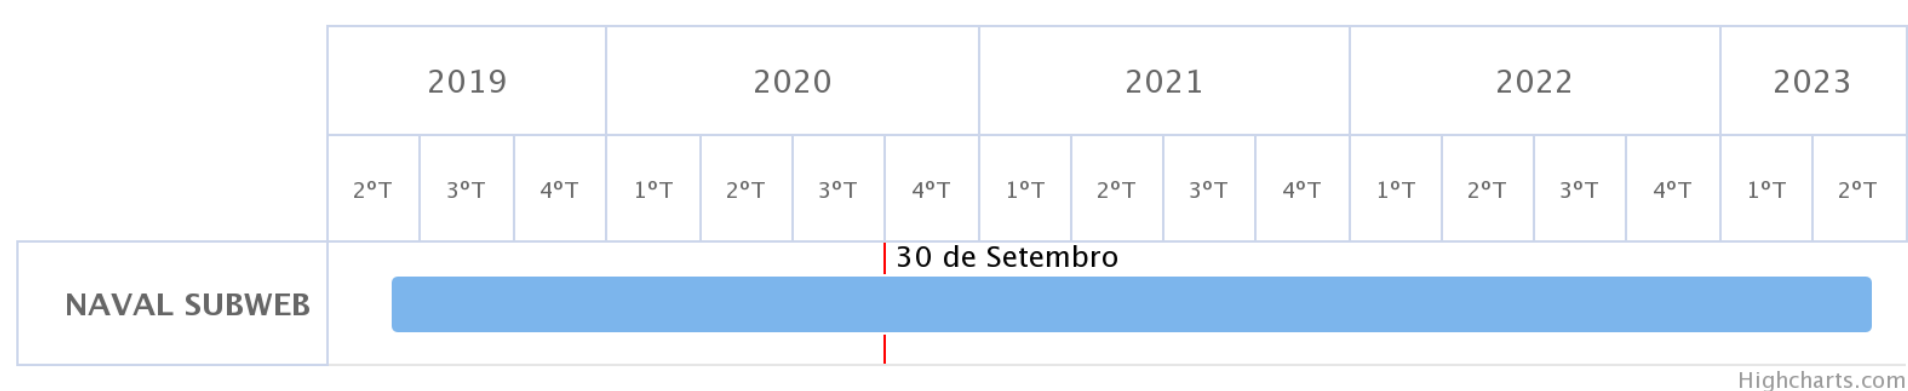 2019 2020 2021 2022 2023
2ºT 3ºT 4ºT 1ºT 2ºT 3ºT 4ºT 1ºT 2ºT 3ºT 4ºT 1ºT 2ºT 3ºT 4ºT 1ºT 2ºT
30 de Setembro
NAVAL SUBWEB
Highcharts.com